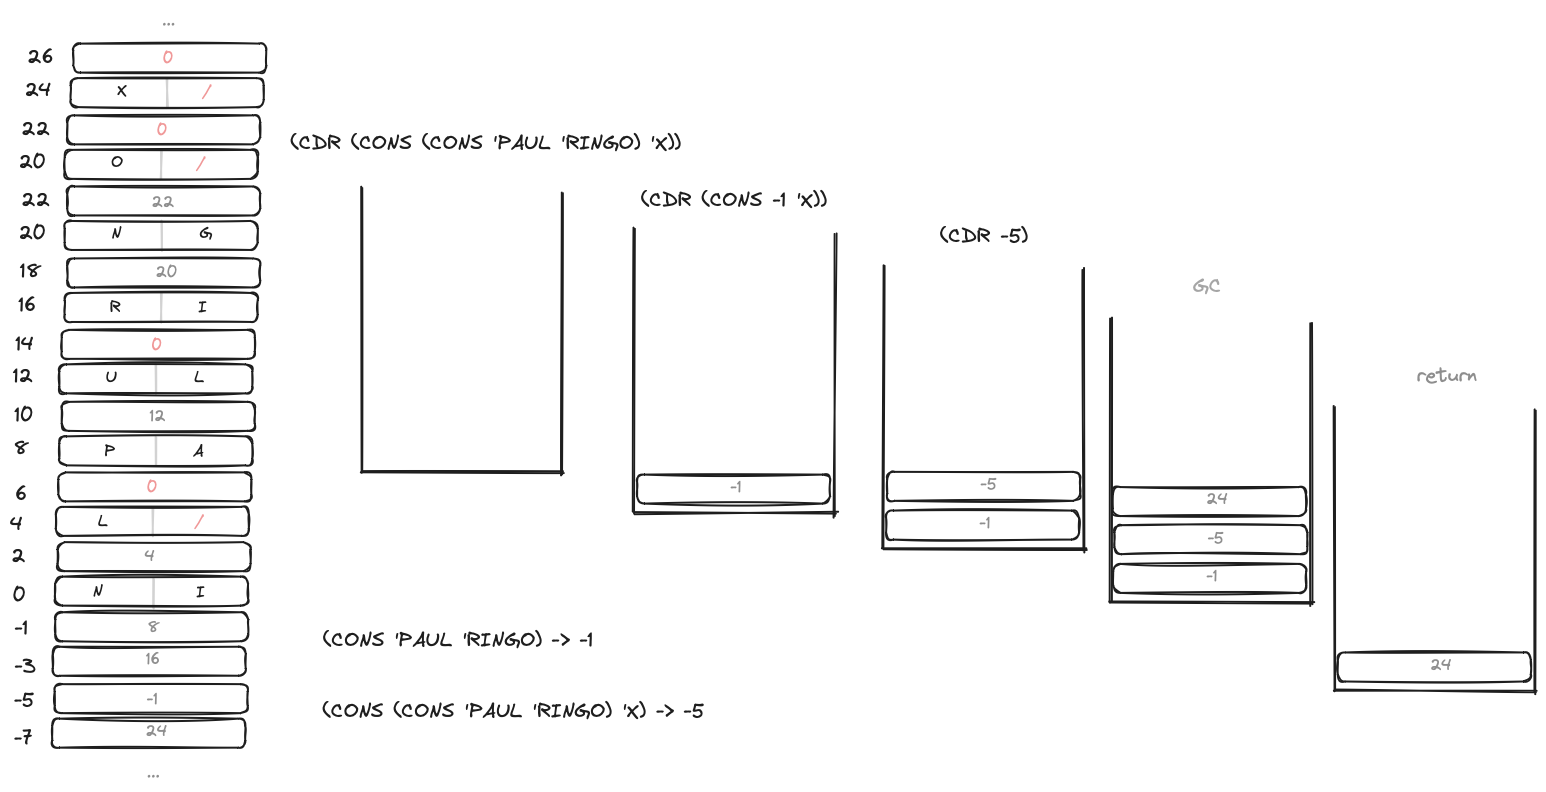 ...
26 0
24 X /
22 0
20 O /
22 22
20 N G
18 20
16 R I
14 0
12 U L
10 12
8 P A
6 0
4 L /
2 4
0 N I
-1 8
-3 16
-5 -1
-7 24
...
(CDR (CONS (CONS 'PAUL 'RINGO) 'X))
(CDR (CONS -1 'X))
-1
(CDR -5)
-5
-1
GC
24
-5
-1
return
24
(CONS 'PAUL 'RINGO) -> -1
(CONS (CONS 'PAUL 'RINGO) 'X) -> -5